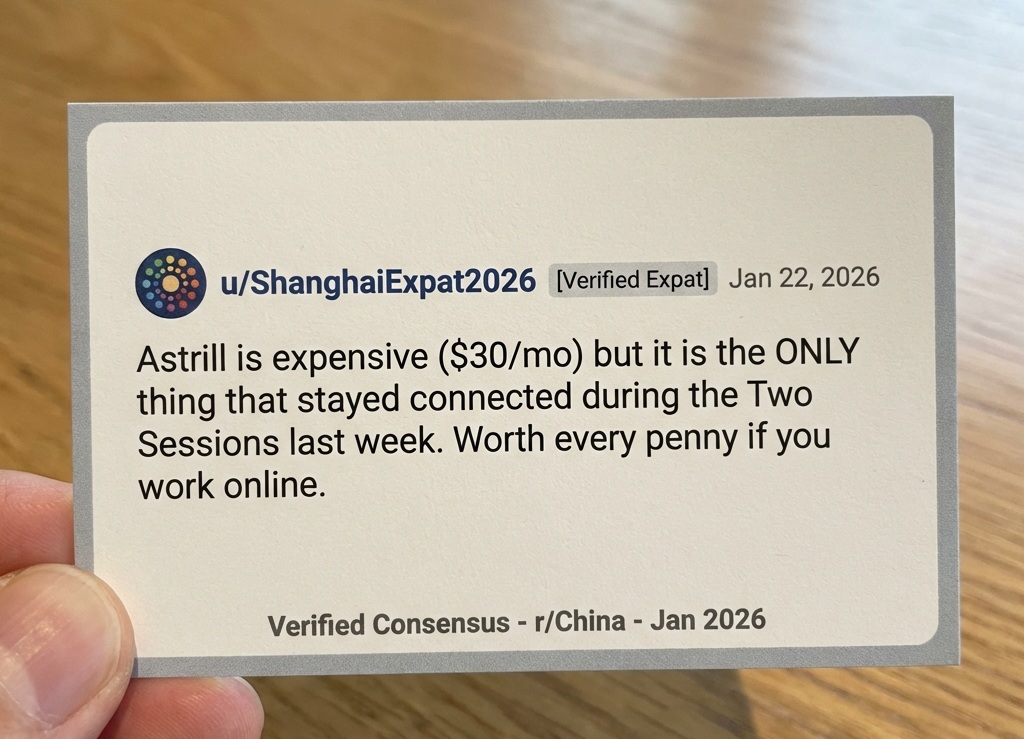 u/ShanghaiExpat2026 [Verified Expat] Jan 22, 2026
Astrill is expensive ($30/mo) but it is the ONLY
thing that stayed connected during the Two
Sessions last week. Worth every penny if you
work online.
Verified Consensus - r/China - Jan 2026